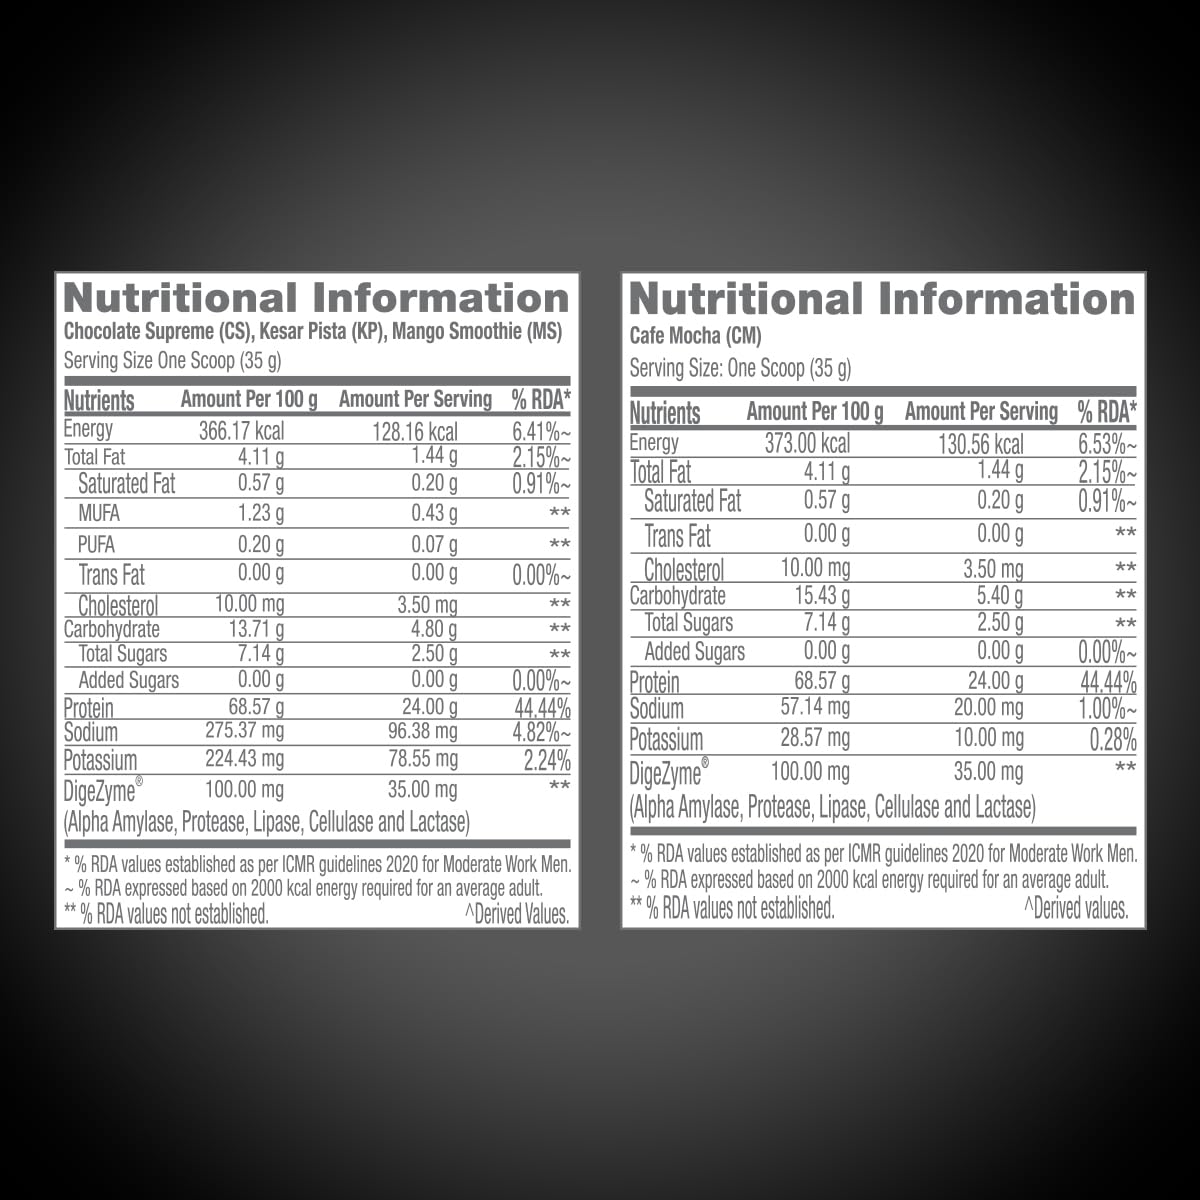 Nutritional Information
Chocolate Supreme (CS), Kesar Pista (KP), Mango Smoothie (MS)
Serving Size One Scoop (35 g)
Nutrients Amount Per 100 g Amount Per Serving % RDA*
Energy 366.17 kcal 128.16 kcal 6.41%~
Total Fat 4.11 g 1.44 g 2.15%~
Saturated Fat 0.57 g 0.20 g 0.91%~
MUFA 1.23 g 0.43 g **
PUFA 0.20 g 0.07 g **
Trans Fat 0.00 g 0.00 g 0.00%~
Cholesterol 10.00 mg 3.50 mg **
Carbohydrate 13.71 g 4.80 g **
Total Sugars 7.14 g 2.50 g **
Added Sugars 0.00 g 0.00 g 0.00%~
Protein 68.57 g 24.00 g 44.44%
Sodium 275.37 mg 96.38 mg 4.82%~
Potassium 224.43 mg 78.55 mg 2.24%
DigeZyme® 100.00 mg 35.00 mg **
(Alpha Amylase, Protease, Lipase, Cellulase and Lactase)
* % RDA values established as per ICMR guidelines 2020 for Moderate Work Men.
~ % RDA expressed based on 2000 kcal energy required for an average adult.
** % RDA values not established. ^Derived Values.
Nutritional Information
Cafe Mocha (CM)
Serving Size: One Scoop (35 g)
Nutrients Amount Per 100 g Amount Per Serving % RDA*
Energy 373.00 kcal 130.56 kcal 6.53%~
Total Fat 4.11 g 1.44 g 2.15%~
Saturated Fat 0.57 g 0.20 g 0.91%~
Trans Fat 0.00 g 0.00 g **
Cholesterol 10.00 mg 3.50 mg **
Carbohydrate 15.43 g 5.40 g **
Total Sugars 7.14 g 2.50 g **
Added Sugars 0.00 g 0.00 g 0.00%~
Protein 68.57 g 24.00 g 44.44%
Sodium 57.14 mg 20.00 mg 1.00%~
Potassium 28.57 mg 10.00 mg 0.28%
DigeZyme® 100.00 mg 35.00 mg **
(Alpha Amylase, Protease, Lipase, Cellulase and Lactase)
* % RDA values established as per ICMR guidelines 2020 for Moderate Work Men.
~ % RDA expressed based on 2000 kcal energy required for an average adult.
** % RDA values not established. ^Derived values.